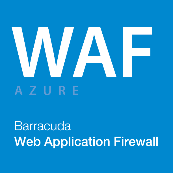 WAF
AZURE
Barracuda
Web Application Firewall